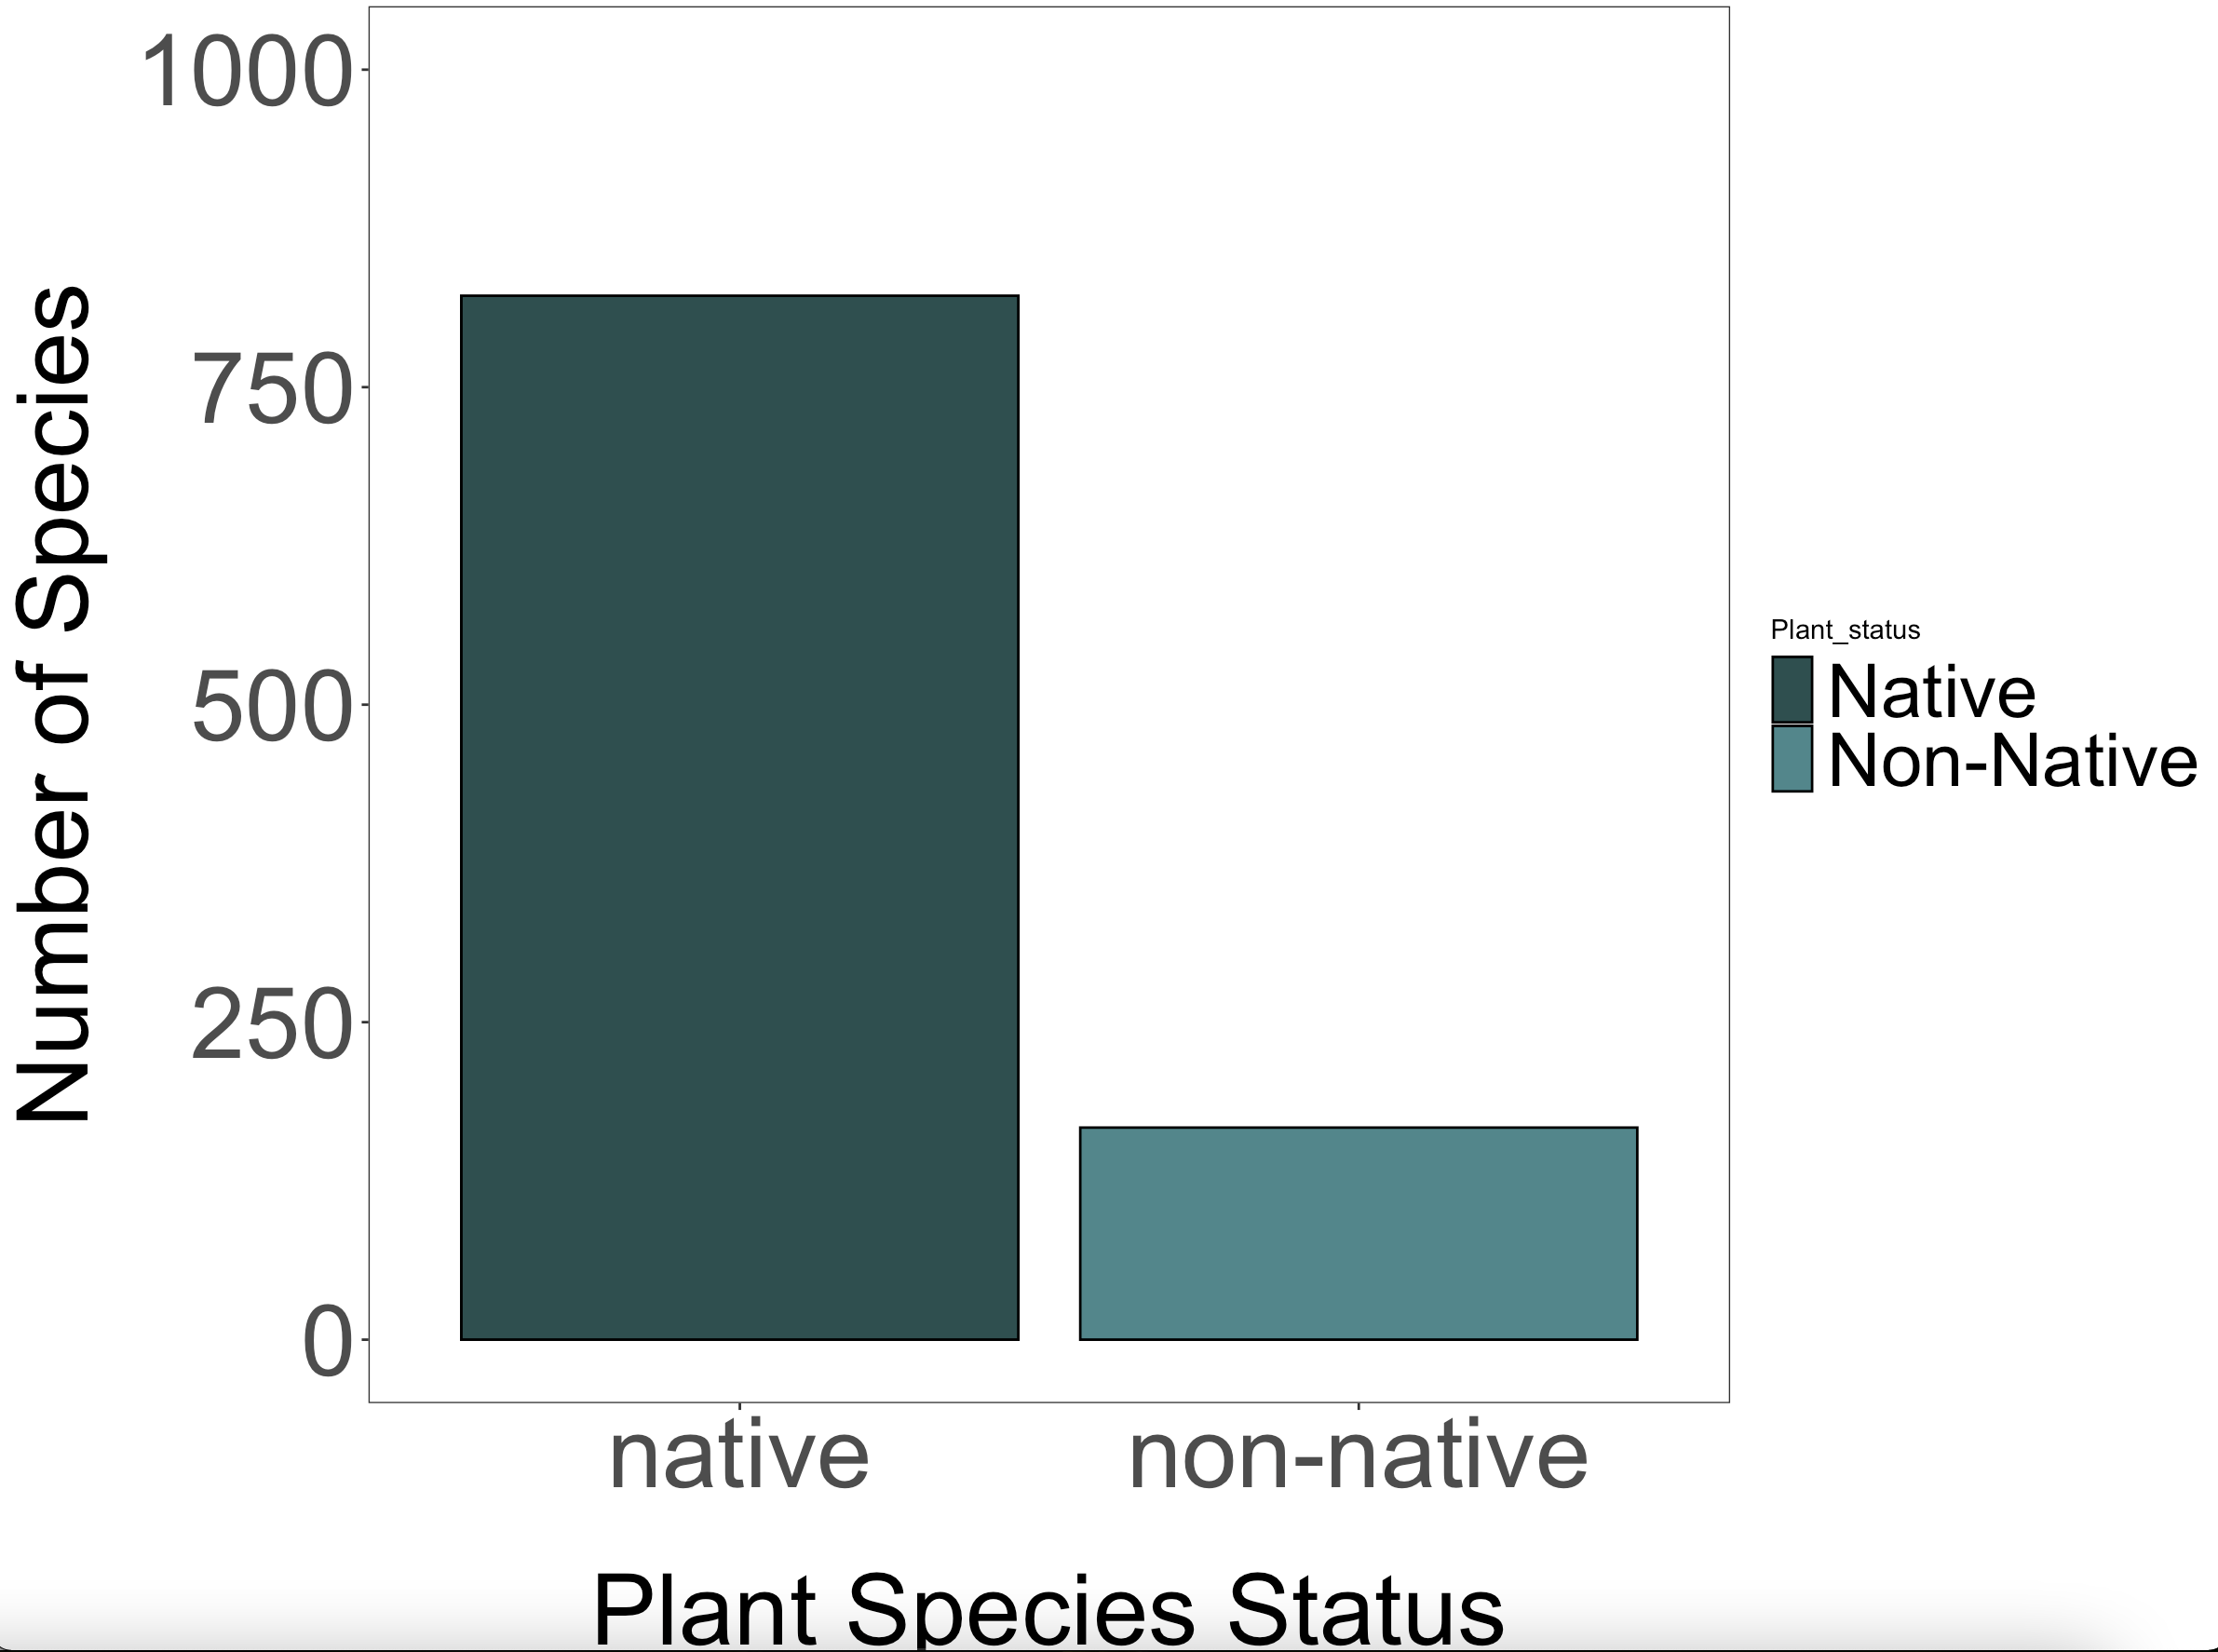 Number of Species
1000
750
500
250
0
native non-native
Plant Species Status
Plant_status
Native
Non-Native